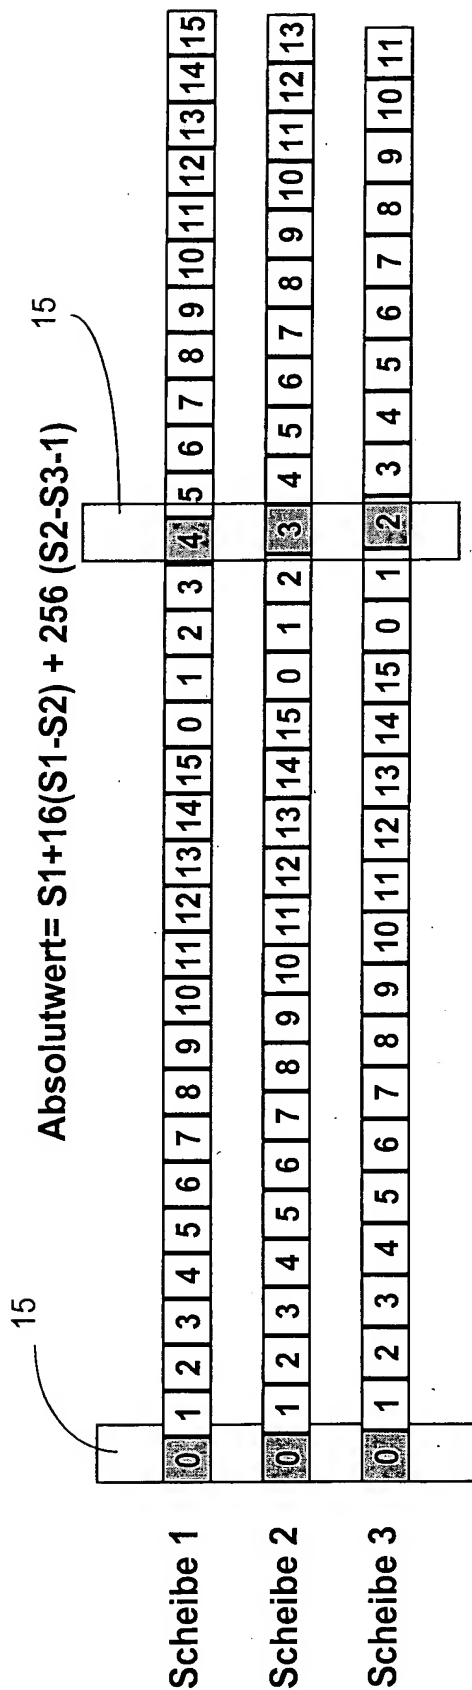 Absolutwert= S1+16(S1-S2) + 256 (S2-S3-1)
15
15
Scheibe 1 0 1 2 3 4 5 6 7 8 9 10 11 12 13 14 15 0 1 2 3 4 5 6 7 8 9 10 11 12 13 14 15
Scheibe 2 0 1 2 3 4 5 6 7 8 9 10 11 12 13 14 15 0 1 2 3 4 5 6 7 8 9 10 11 12 13
Scheibe 3 0 1 2 3 4 5 6 7 8 9 10 11 12 13 14 15 0 1 2 3 4 5 6 7 8 9 10 11